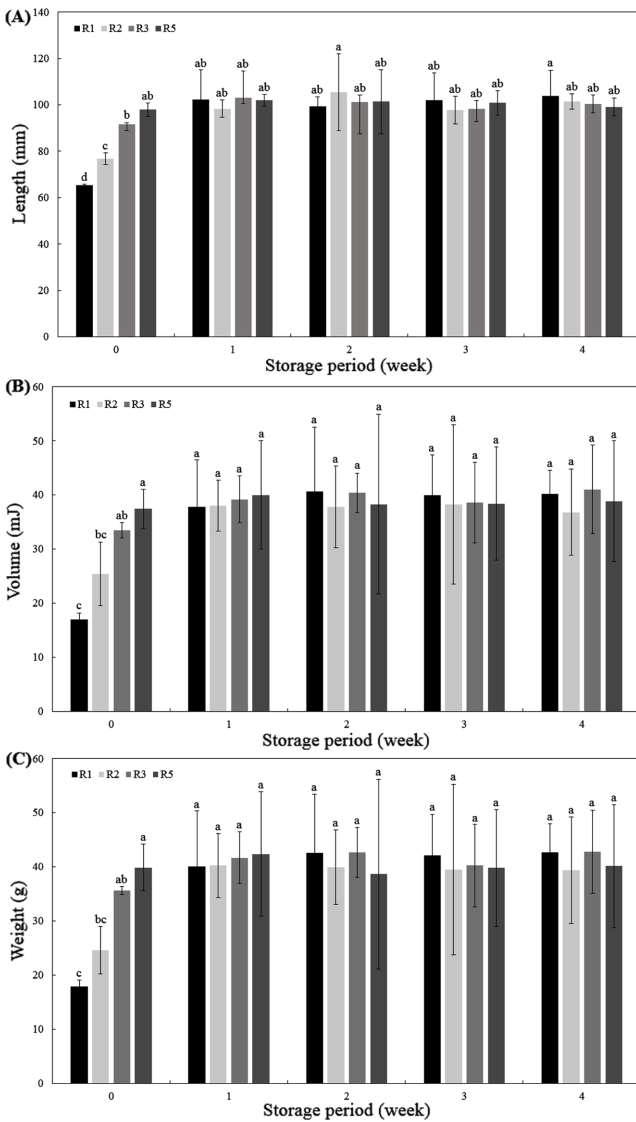 (A)
140
120
100
80
60
40
20
0
Length (mm)
R1 R2 R3 R5
d c b ab
ab ab ab ab
ab a ab ab
ab ab ab ab
a ab ab ab
0 1 2 3 4
Storage period (week)
(B)
60
50
40
30
20
10
0
Volume (mJ)
R1 R2 R3 R5
c bc ab a
a a a a
a a a a
a a a a
a a a a
0 1 2 3 4
Storage period (week)
(C)
60
50
40
30
20
10
0
Weight (g)
R1 R2 R3 R5
c bc ab a
a a a a
a a a a
a a a a
a a a a
0 1 2 3 4
Storage period (week)